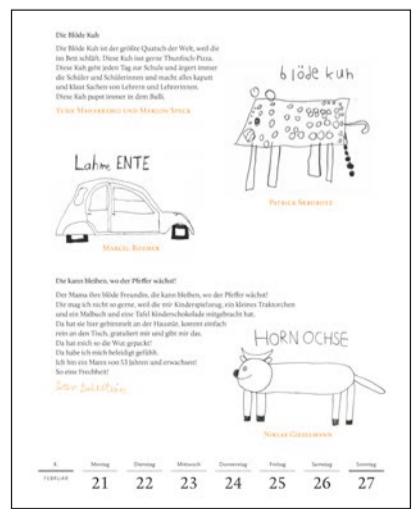 Die Blöde Kuh
Die Blöde Kuh ist der größte Quatsch der Welt, weil die
im Bett schläft. Diese Kuh isst gerne Thunfisch-Pizza.
Diese Kuh geht jeden Tag zur Schule und ärgert immer
die Schüler und Schülerinnen und macht alles kaputt
und klaut Sachen von Lehrern und Lehrerinnen.
Diese Kuh pupst immer in dem Bulli.
und Marlon Speck
blöde kuh
Patrick
Lahme ENTE
Marcel
Die kann bleiben, wo der Pfeffer wächst!
Der Mama ihre blöde Freundin, die kann bleiben, wo der Pfeffer wächst!
Die mag ich nicht so gerne, weil die mir Kinderspielzeug, ein kleines Traktorchen
und ein Malbuch und eine Tafel Kinderschokolade mitgebracht hat.
Da hat sie hier gebimmelt an der Haustür, kommt einfach
rein an den Tisch, gratuliert mir und gibt mir das.
Da hat mich so die Wut gepackt!
Da habe ich mich beleidigt gefühlt.
Ich bin ein Mann von 53 Jahren und erwachsen!
So eine Frechheit!
HORN OCHSE
Niklas Gieselmann
8. Montag Dienstag Mittwoch Donnerstag Freitag Samstag Sonntag
FEBRUAR 21 22 23 24 25 26 27